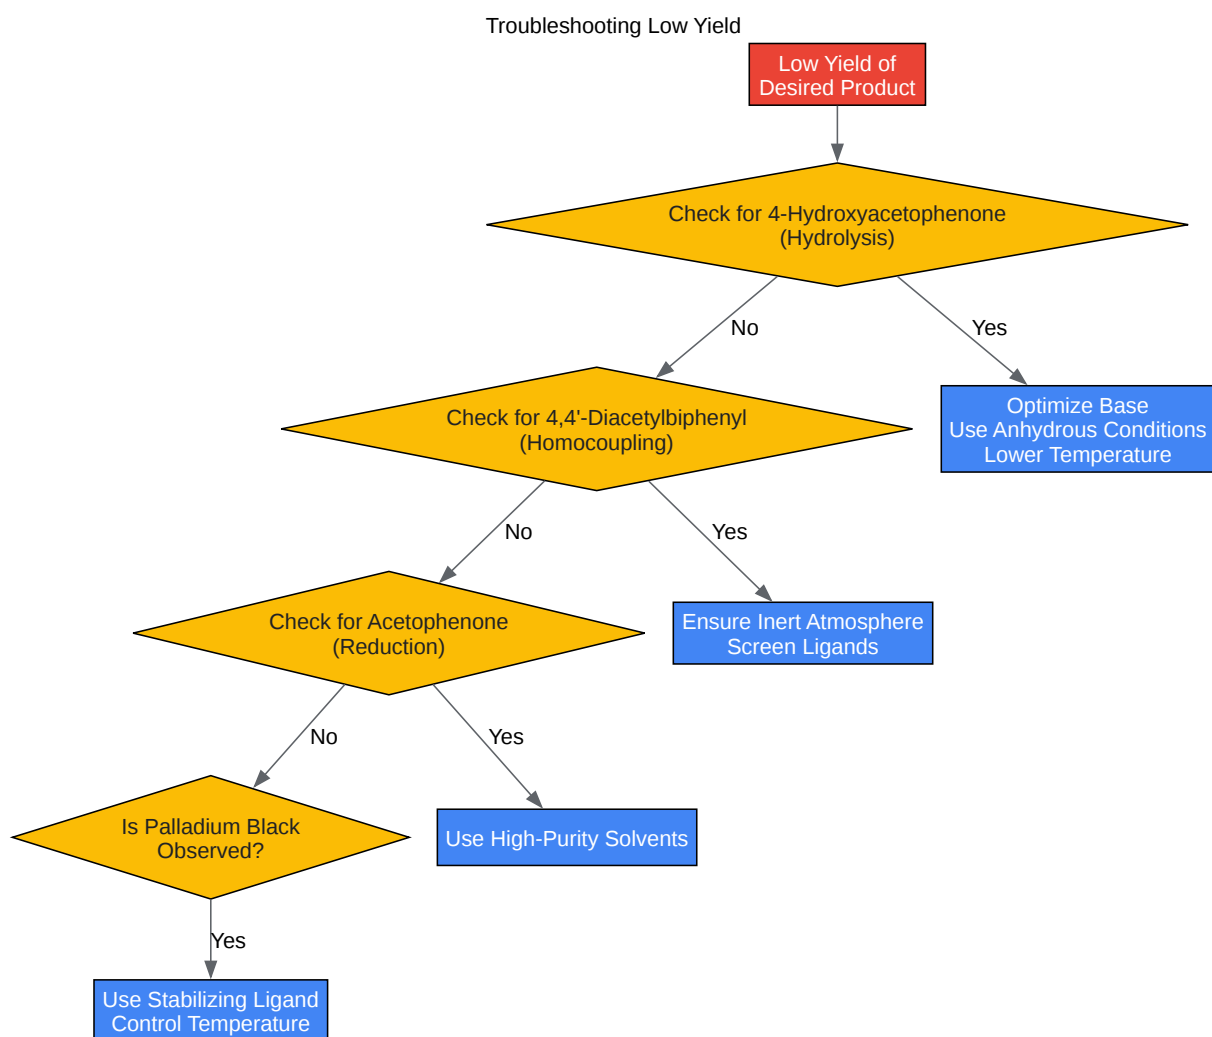 Troubleshooting Low Yield
Low Yield of
Desired Product
Check for 4-Hydroxyacetophenone
(Hydrolysis)
No
Yes
Optimize Base
Use Anhydrous Conditions
Lower Temperature
Check for 4,4'-Diacetylbiphenyl
(Homocoupling)
No
Yes
Ensure Inert Atmosphere
Screen Ligands
Check for Acetophenone
(Reduction)
No
Yes
Use High-Purity Solvents
Is Palladium Black
Observed?
Yes
Use Stabilizing Ligand
Control Temperature